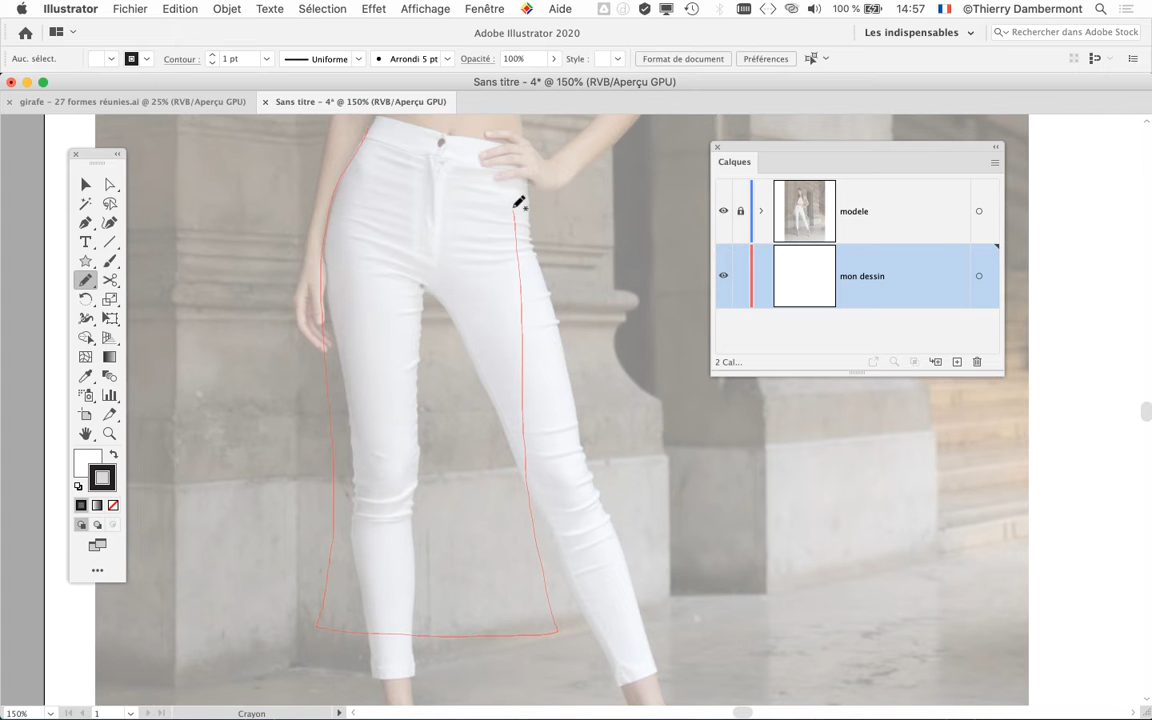 Illustrator Fichier Edition Objet Texte Sélection Effet Affichage Fenêtre Aide 100 % 14:57 ©Thierry Dambermont
Adobe Illustrator 2020 Les indispensables Rechercher dans Adobe Stock
Auc. sélect. Contour : 1 pt Uniforme Arrondi 5 pt Opacité : 100% Style : Format de document Préférences
Sans titre - 4* @ 150% (RVB/Aperçu GPU)
girafe - 27 formes réunies.ai @ 25% (RVB/Aperçu GPU) Sans titre - 4* @ 150% (RVB/Aperçu GPU)
Calques
modele
mon dessin
2 Cal...
150% 1 Crayon